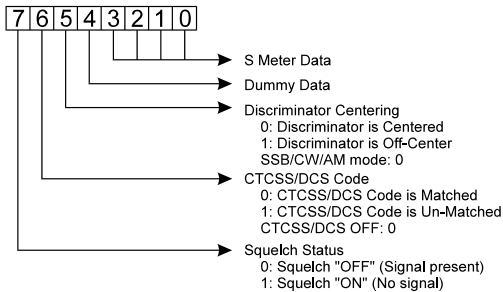 7 6 5 4 3 2 1 0
S Meter Data
Dummy Data
Discriminator Centering
0: Discriminator is Centered
1: Discriminator is Off-Center
SSB/CW/AM mode: 0
CTCSS/DCS Code
0: CTCSS/DCS Code is Matched
1: CTCSS/DCS Code is Un-Matched
CTCSS/DCS OFF: 0
Squelch Status
0: Squelch "OFF" (Signal present)
1: Squelch "ON" (No signal)